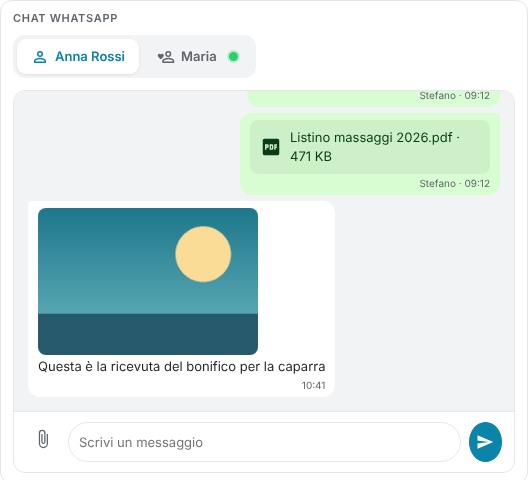 CHAT WHATSAPP
Anna Rossi
Maria
Stefano · 09:12
PDF
Listino massaggi 2026.pdf ·
471 KB
Stefano · 09:12
Questa è la ricevuta del bonifico per la caparra
10:41
Scrivi un messaggio